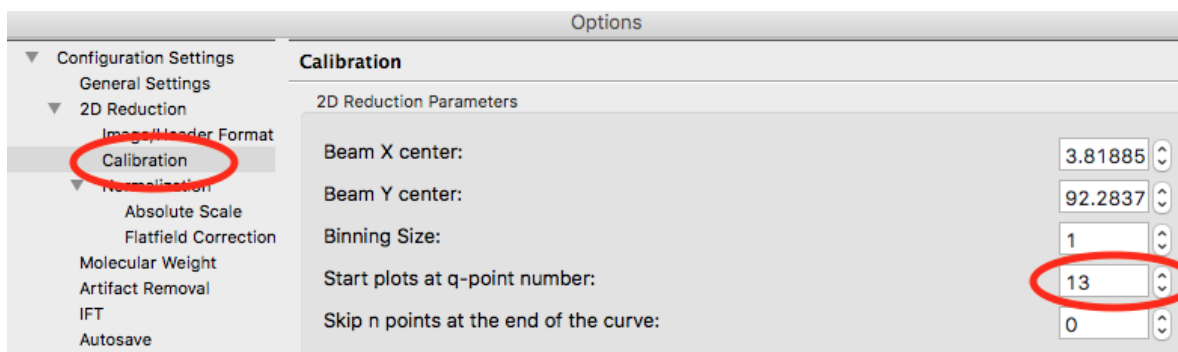 Options
Configuration Settings
General Settings
2D Reduction
Image/Header Format
Calibration
Normalization
Absolute Scale
Flatfield Correction
Molecular Weight
Artifact Removal
IFT
Autosave
Calibration
2D Reduction Parameters
Beam X center: 3.81885
Beam Y center: 92.2837
Binning Size: 1
Start plots at q-point number: 13
Skip n points at the end of the curve: 0